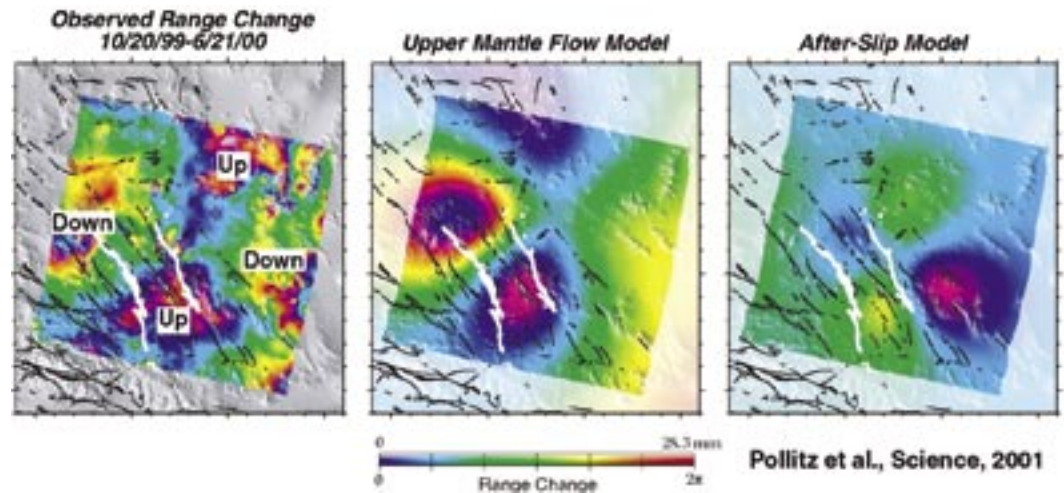 Observed Range Change
10/20/99-6/21/00
Upper Mantle Flow Model
After-Slip Model
Up
Down
Down
Up
0 28.3 mm
0 2π
Range Change
Pollitz et al., Science, 2001